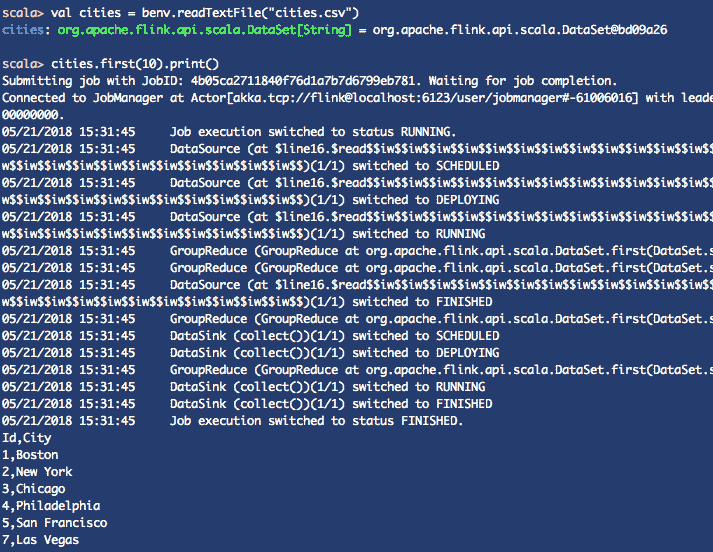 scala> val cities = benv.readTextFile("cities.csv")
cities: org.apache.flink.api.scala.DataSet[String] = org.apache.flink.api.scala.DataSet@bd09a26
scala> cities.first(10).print()
Submitting job with JobID: 4b05ca2711840f76d1a7b7d6799eb781. Waiting for job completion.
Connected to JobManager at Actor[akka.tcp://flink@localhost:6123/user/jobmanager#-61006016] with leade
00000000.
05/21/2018 15:31:45 Job execution switched to status RUNNING.
05/21/2018 15:31:45 DataSource (at $line16.$read$$iw$$iw$$iw$$iw$$iw$$iw$$iw$$iw$$iw$$iw$$iw$$iw$$iw$$
w$$iw$$iw$$iw$$iw$$iw$$iw$$iw$$iw$$iw$$)(1/1) switched to SCHEDULED
05/21/2018 15:31:45 DataSource (at $line16.$read$$iw$$iw$$iw$$iw$$iw$$iw$$iw$$iw$$iw$$iw$$iw$$iw$$iw$$
w$$iw$$iw$$iw$$iw$$iw$$iw$$iw$$iw$$iw$$)(1/1) switched to DEPLOYING
05/21/2018 15:31:45 DataSource (at $line16.$read$$iw$$iw$$iw$$iw$$iw$$iw$$iw$$iw$$iw$$iw$$iw$$iw$$iw$$
w$$iw$$iw$$iw$$iw$$iw$$iw$$iw$$iw$$iw$$)(1/1) switched to RUNNING
05/21/2018 15:31:45 GroupReduce (GroupReduce at org.apache.flink.api.scala.DataSet.first(DataSet.s
05/21/2018 15:31:45 GroupReduce (GroupReduce at org.apache.flink.api.scala.DataSet.first(DataSet.s
05/21/2018 15:31:45 DataSource (at $line16.$read$$iw$$iw$$iw$$iw$$iw$$iw$$iw$$iw$$iw$$iw$$iw$$iw$$iw$$
w$$iw$$iw$$iw$$iw$$iw$$iw$$iw$$iw$$iw$$)(1/1) switched to FINISHED
05/21/2018 15:31:45 GroupReduce (GroupReduce at org.apache.flink.api.scala.DataSet.first(DataSet.s
05/21/2018 15:31:45 DataSink (collect())(1/1) switched to SCHEDULED
05/21/2018 15:31:45 DataSink (collect())(1/1) switched to DEPLOYING
05/21/2018 15:31:45 GroupReduce (GroupReduce at org.apache.flink.api.scala.DataSet.first(DataSet.s
05/21/2018 15:31:45 DataSink (collect())(1/1) switched to RUNNING
05/21/2018 15:31:45 DataSink (collect())(1/1) switched to FINISHED
05/21/2018 15:31:45 Job execution switched to status FINISHED.
Id,City
1,Boston
2,New York
3,Chicago
4,Philadelphia
5,San Francisco
7,Las Vegas